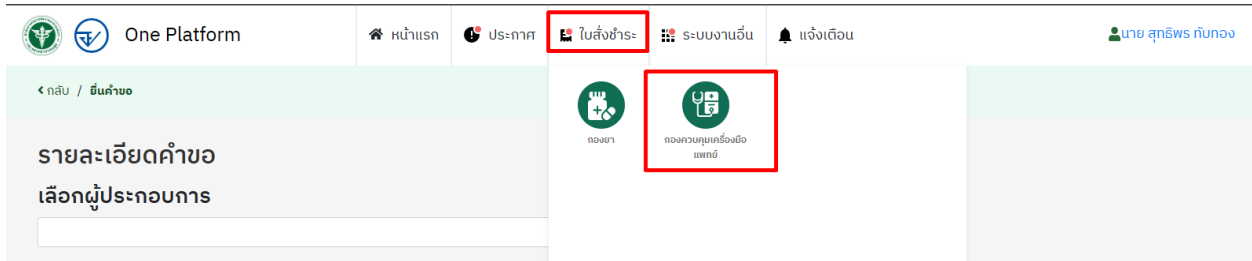 One Platform
หน้าแรก
ประกาศ
ใบสั่งชำระ
ระบบงานอื่น
แจ้งเตือน
นาย สุทธิพร ทับทอง
กลับ / ยื่นคำขอ
กองยา
กองควบคุมเครื่องมือ
แพทย์
รายละเอียดคำขอ
เลือกผู้ประกอบการ